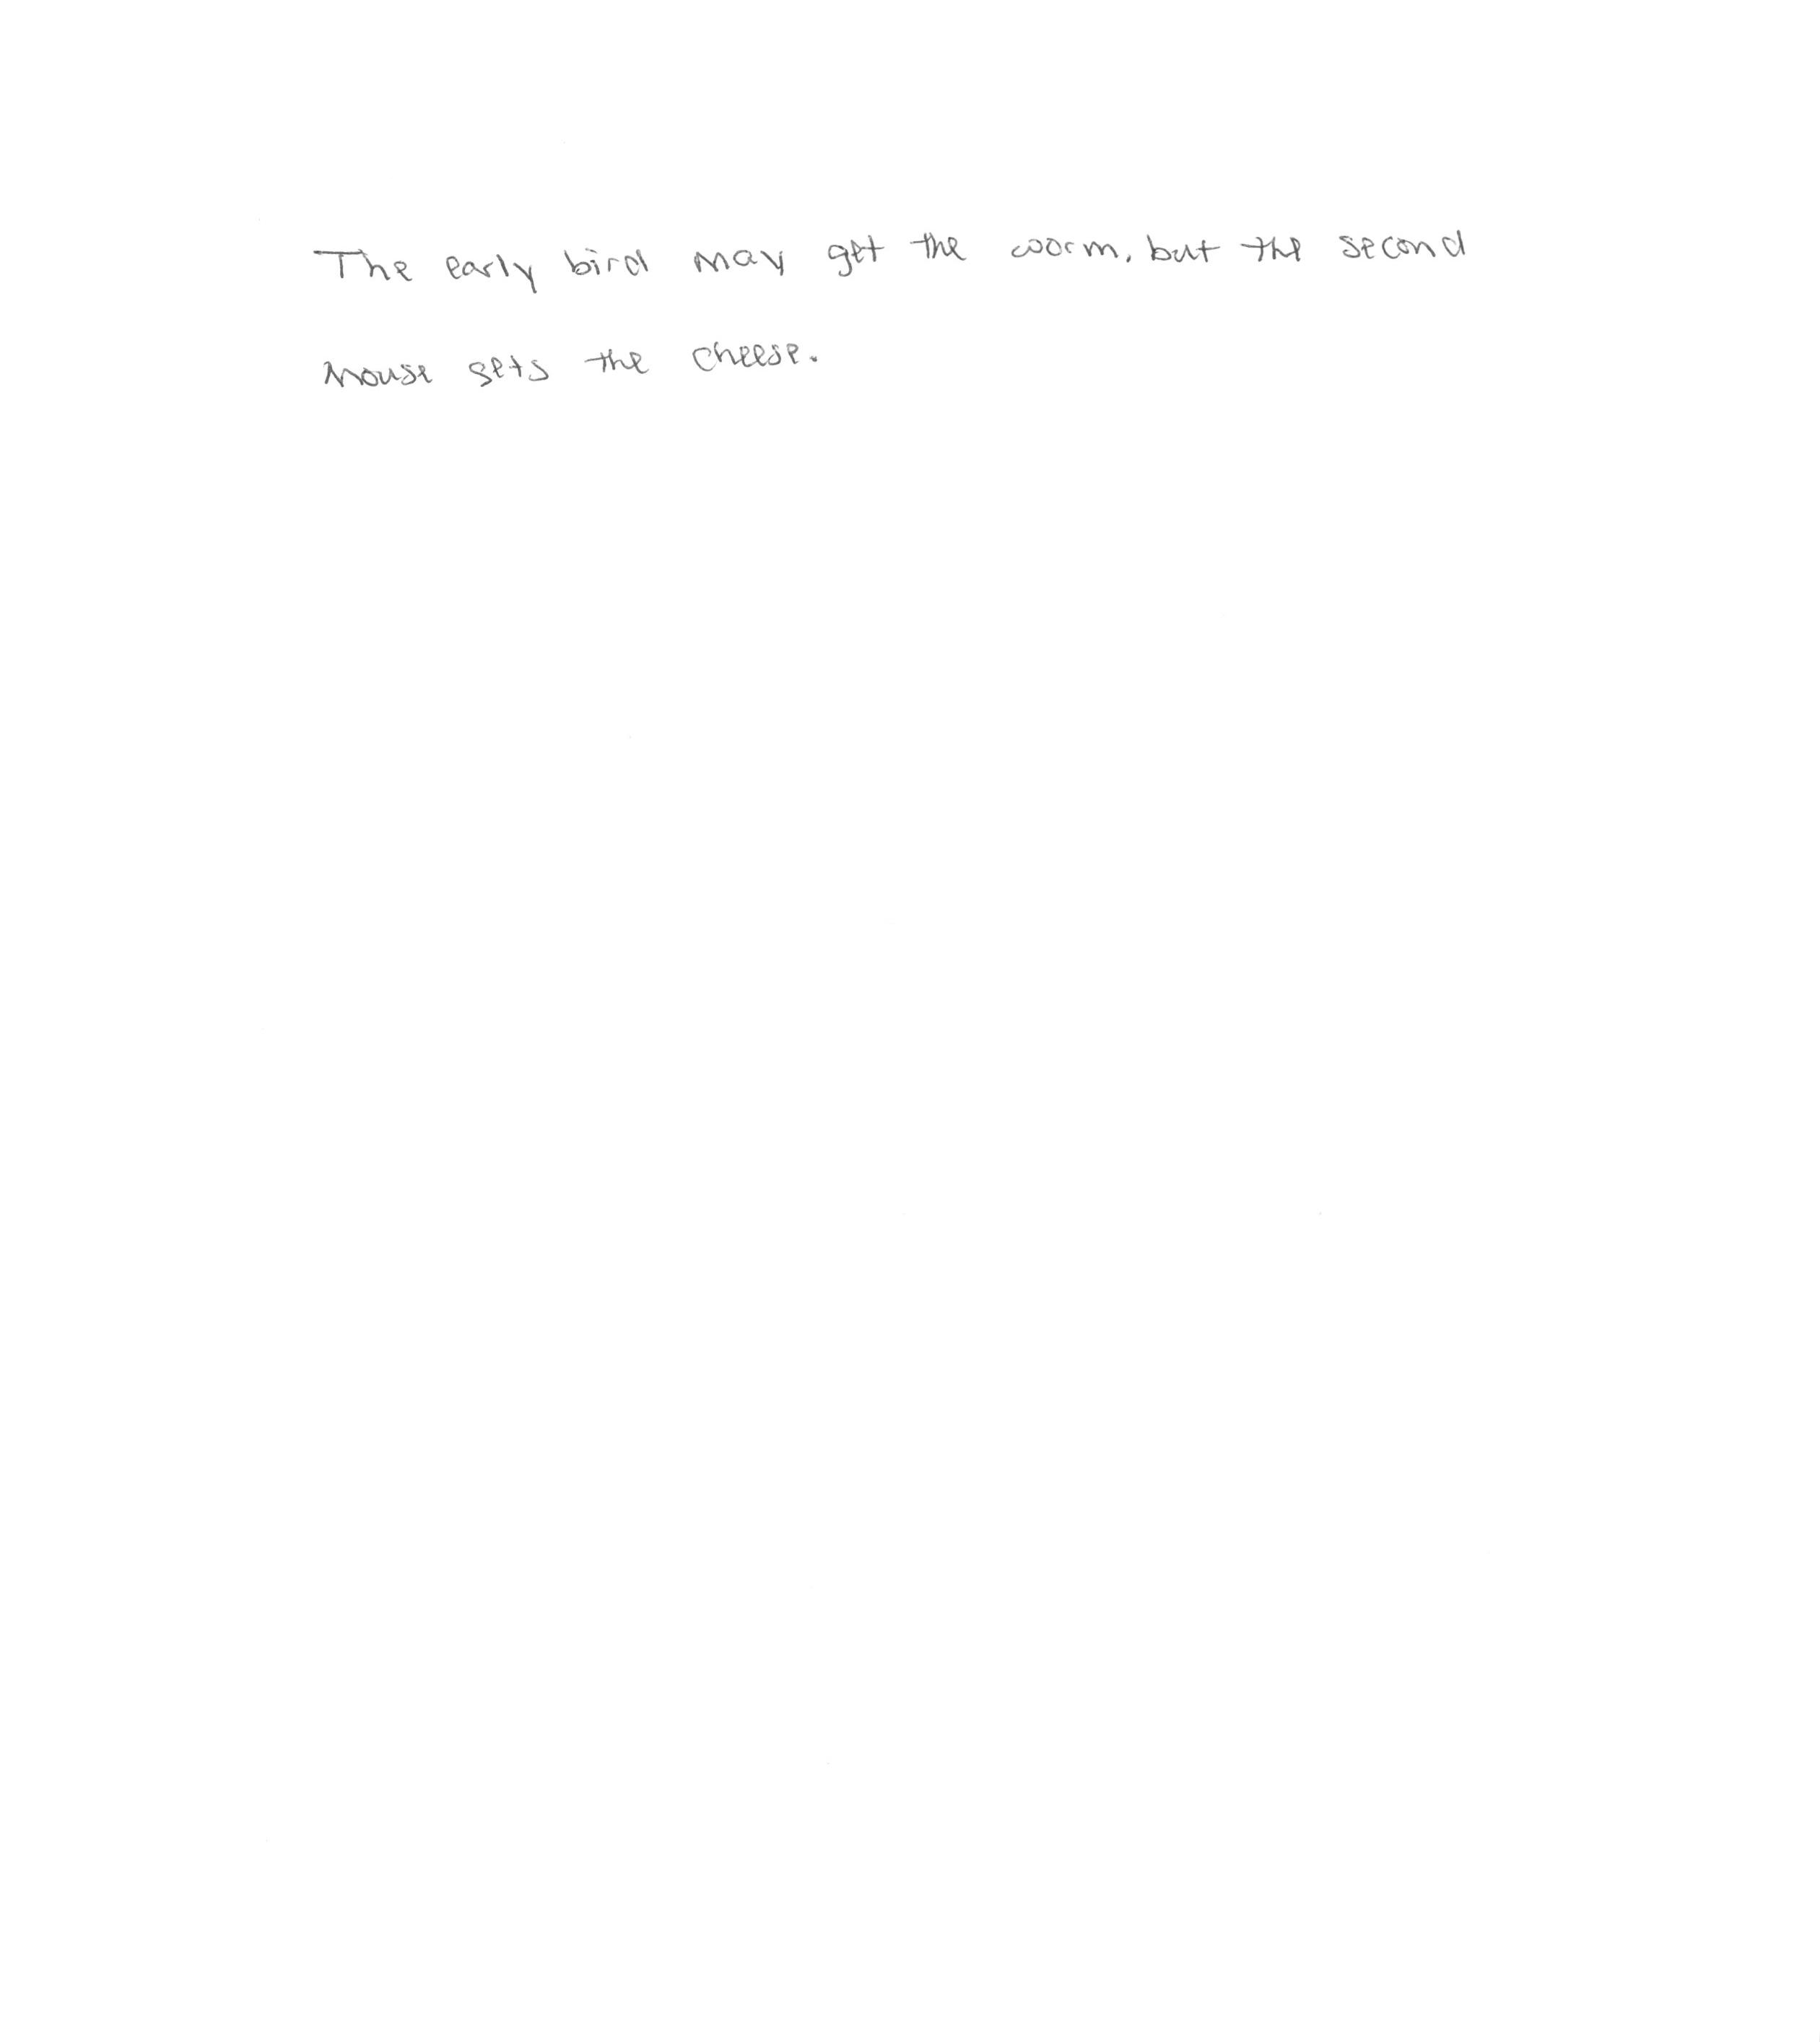 The early bird may get the worm, but the second
mouse gets the cheese.